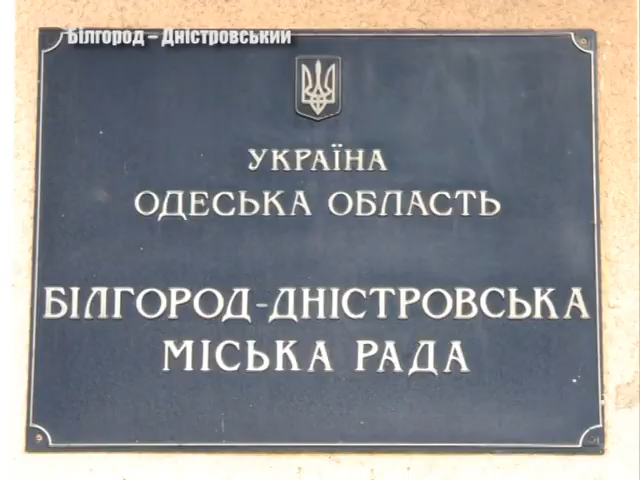 Білгород – Дністровський
УКРАЇНА
ОДЕСЬКА ОБЛАСТЬ
БІЛГОРОД-ДНІСТРОВСЬКА
МІСЬКА РАДА